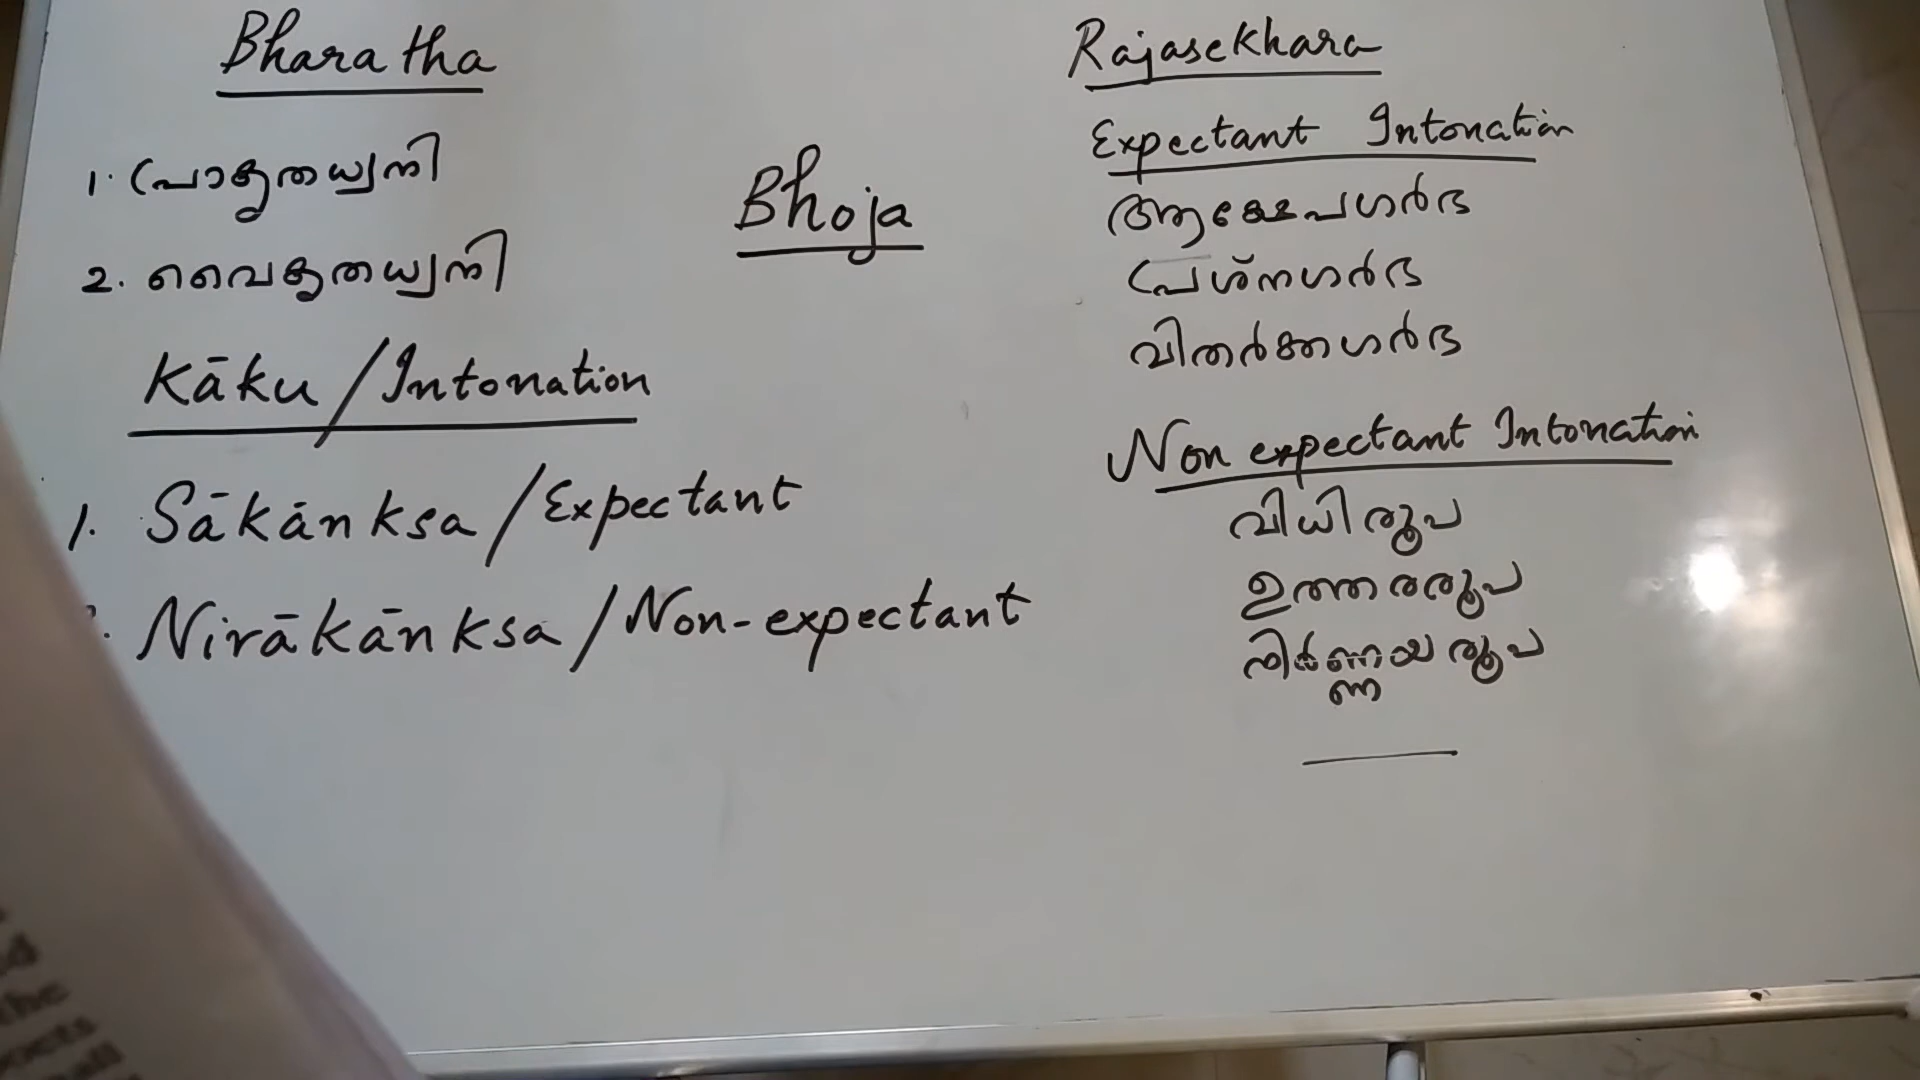 Bharatha
1. പ്രാകൃതധ്വനി
2. വൈകൃതധ്വനി
Kāku / Intonation
1. Sākānksa / Expectant
Nirākānksa / Non-expectant
Bhoja
Rajasekhara
Expectant Intonation
ആക്ഷേപഗർഭ
പ്രശ്നഗർഭ
വിതർക്കഗർഭ
Non expectant Intonation
വിധിരൂപ
ഉത്തരരൂപ
നിർണ്ണയരൂപ
ണ്ണ
the